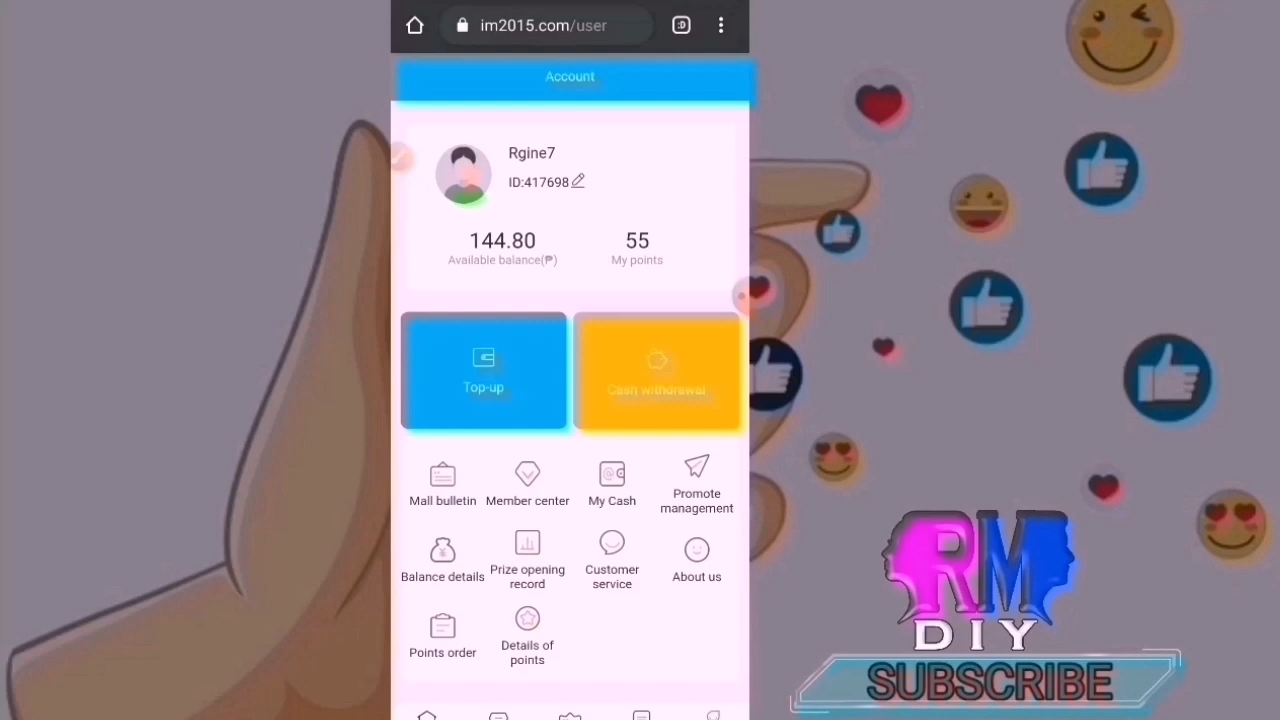 im2015.com/user
:D
Account
Rgine7
ID:417698
144.80
55
Available balance(₱)
My points
Top-up
Cash withdrawal
Mall bulletin
Member center
My Cash
Promote
management
Balance details
Prize opening
record
Customer
service
About us
Points order
Details of
points
RM
DIY
SUBSCRIBE